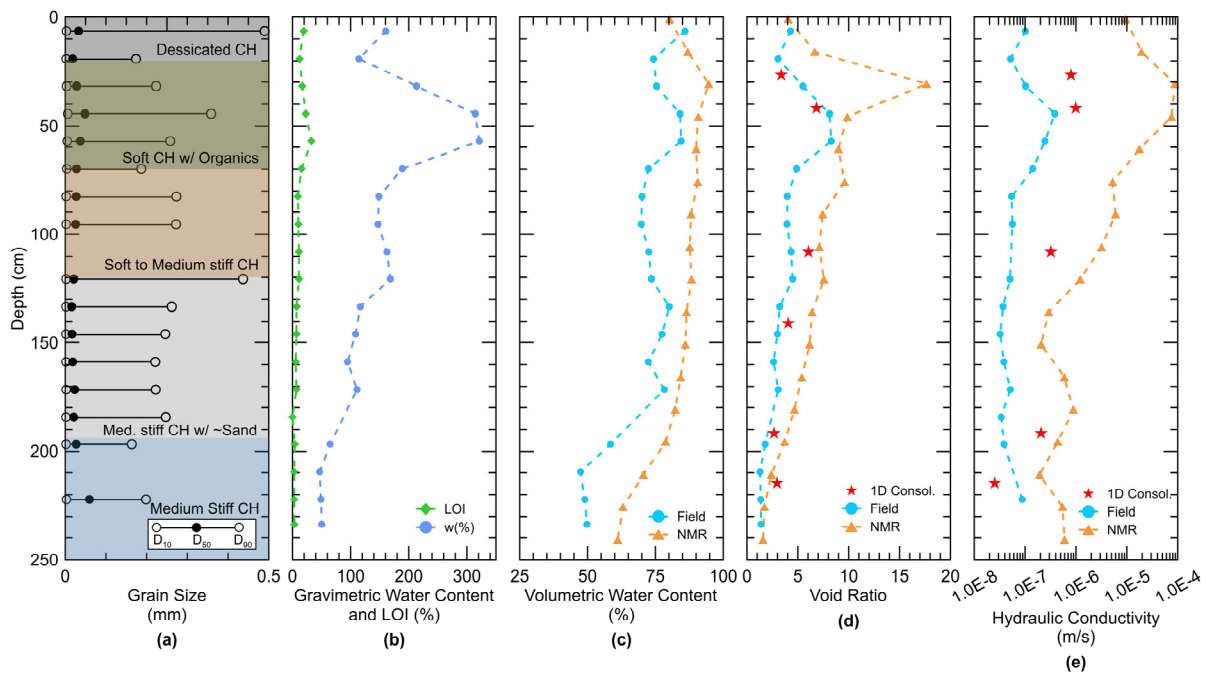 0
50
100
150
200
250
Depth (cm)
Dessicated CH
Soft CH w/ Organics
Soft to Medium stiff CH
Med. stiff CH w/ ~Sand
Medium Stiff CH
D10 D50 D90
0 0.5
Grain Size
(mm)
(a)
LOI
w(%)
0 50 100 150 200 250 300
Gravimetric Water Content
and LOI (%)
(b)
Field
NMR
25 50 75 100
Volumetric Water Content
(%)
(c)
1D Consol.
Field
NMR
0 5 10 15 20
Void Ratio
(d)
1D Consol.
Field
NMR
1.0E-8 1.0E-7 1.0E-6 1.0E-5 1.0E-4
Hydraulic Conductivity
(m/s)
(e)